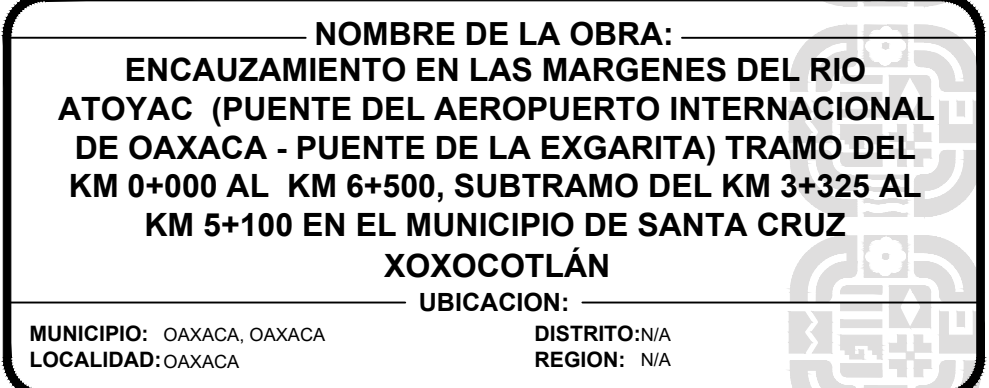 NOMBRE DE LA OBRA:
ENCAUZAMIENTO EN LAS MARGENES DEL RIO
ATOYAC (PUENTE DEL AEROPUERTO INTERNACIONAL
DE OAXACA - PUENTE DE LA EXGARITA) TRAMO DEL
KM 0+000 AL KM 6+500, SUBTRAMO DEL KM 3+325 AL
KM 5+100 EN EL MUNICIPIO DE SANTA CRUZ
XOXOCOTLÁN
UBICACION:
MUNICIPIO: OAXACA, OAXACA DISTRITO:N/A
LOCALIDAD:OAXACA REGION: N/A